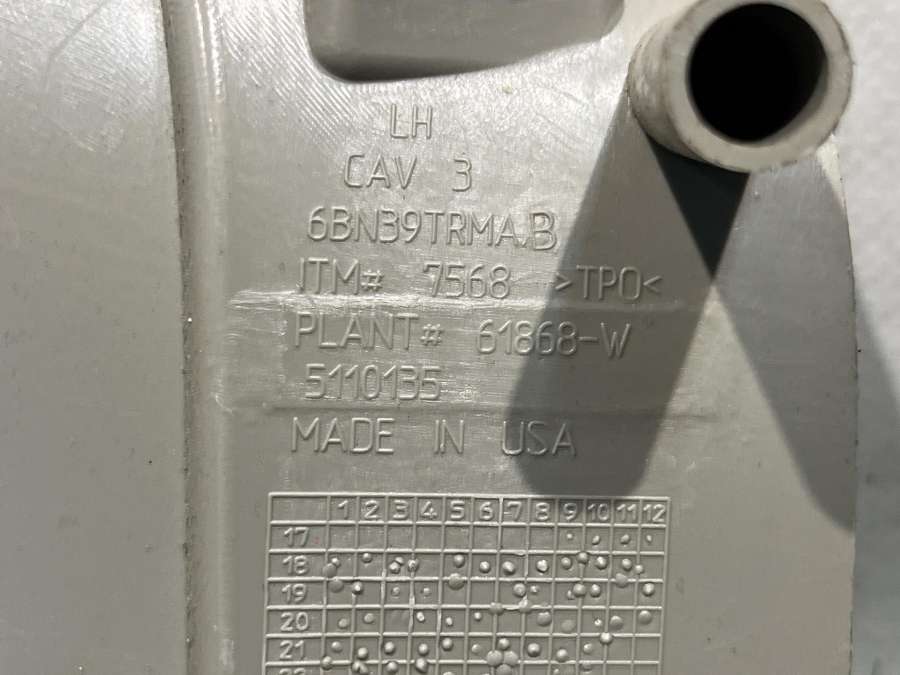 LH
CAV 3
6BN39TRMA.B
ITM# 7568 >TPO<
PLANT# 61868-W
5110135
MADE IN USA
1 2 3 4 5 6 7 8 9 10 11 12
17
18
19
20
21